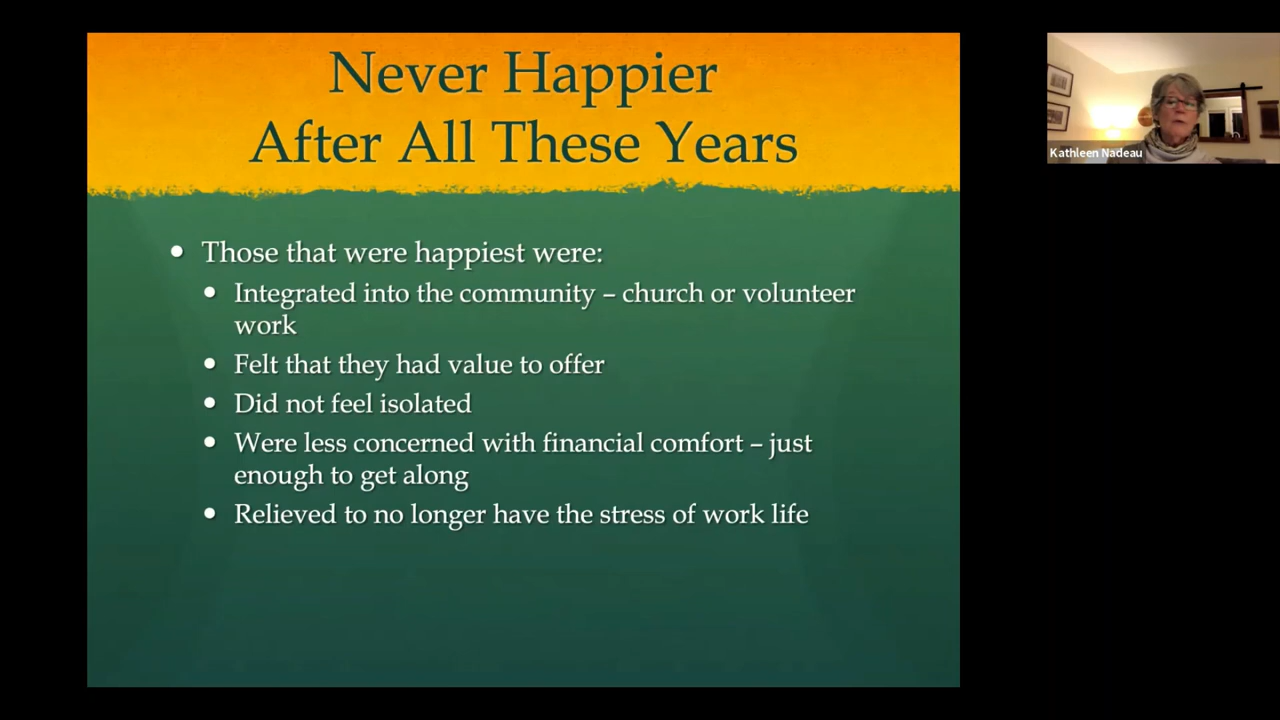 Never Happier
After All These Years
• Those that were happiest were:
• Integrated into the community – church or volunteer
work
• Felt that they had value to offer
• Did not feel isolated
• Were less concerned with financial comfort – just
enough to get along
• Relieved to no longer have the stress of work life
Kathleen Nadeau